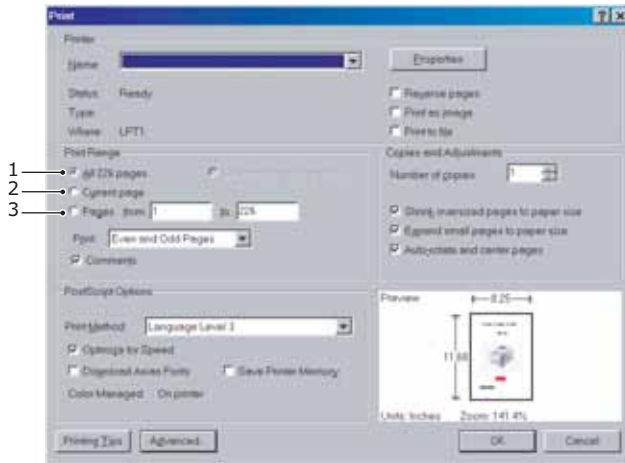 Print
Printer
Name:
Properties
Status: Ready
Type:
Where: LPT1:
Reverse pages
Print as image
Print to file
Print Range
1
All 226 pages
2
Current page
3
Pages from 1 to: 226
Print: Even and Odd Pages
Comments
Copies and Adjustments
Number of copies: 1
Shrink oversized pages to paper size
Expand small pages to paper size
Auto-rotate and center pages
PostScript Options
Print Method: Language Level 3
Optimize for Speed
Download Asian Fonts
Save Printer Memory
Color Managed: On printer
Preview
8.25
Units: Inches Zoom: 141.4%
Printing Tips
Advanced...
OK
Cancel